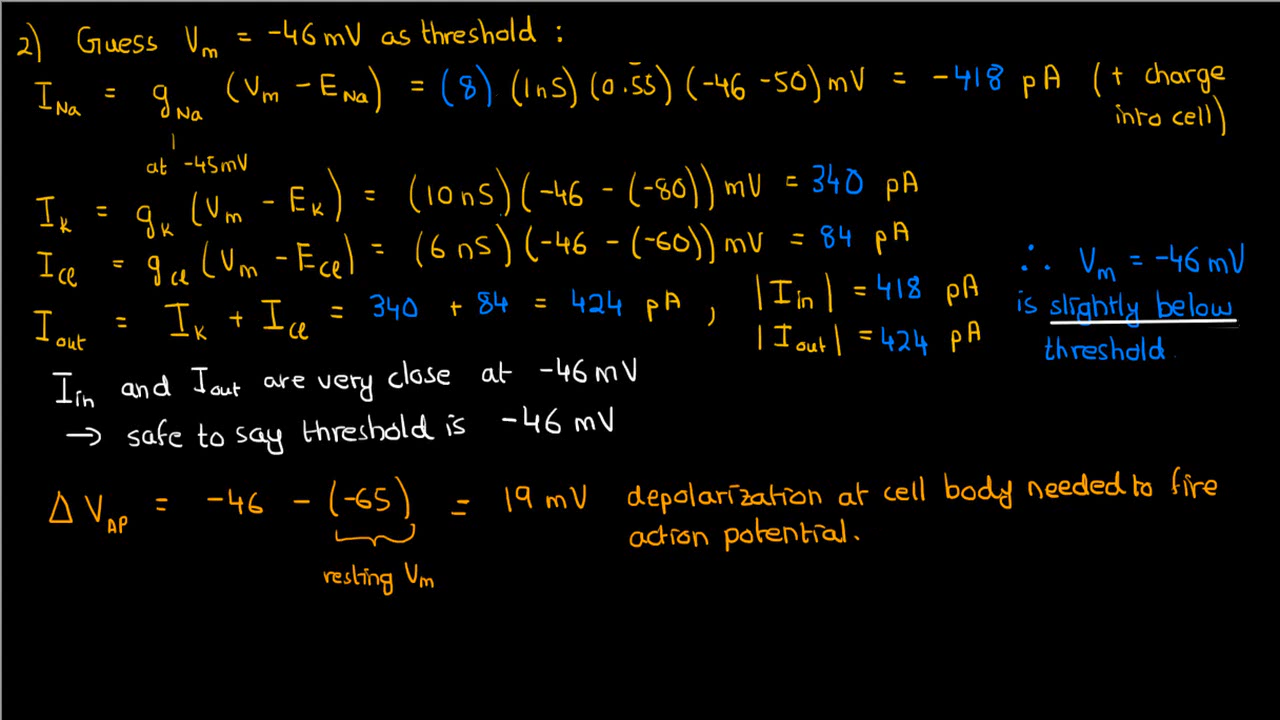 2) Guess Vm = -46 mV as threshold :
INa = gNa (Vm - ENa) = (8) (1nS) (0.55) (-46 -50) mV = -418 pA (+ charge into cell)
at -45mV
IK = gK (Vm - EK) = (10 nS) (-46 - (-80)) mV = 340 pA
ICl = gCl (Vm - ECl) = (6 nS) (-46 - (-60)) mV = 84 pA
Iout = IK + ICl = 340 + 84 = 424 pA , |Iin| = 418 pA
|Iout| = 424 pA
∴ Vm = -46 mV
is slightly below
threshold.
Iin and Iout are very close at -46 mV
→ safe to say threshold is -46 mV
Δ VAP = -46 - (-65) = 19 mV depolarization at cell body needed to fire
action potential.
resting Vm